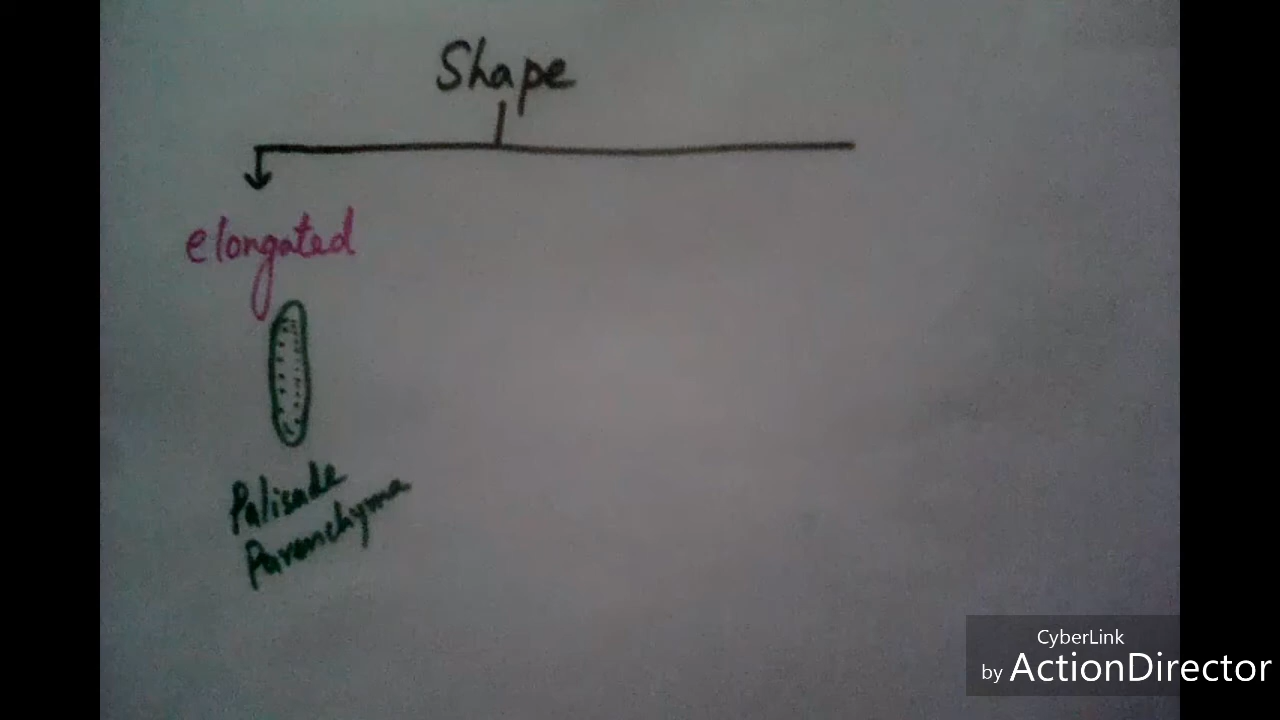 Shape
elongated
Palisade
Parenchyma
CyberLink
by ActionDirector